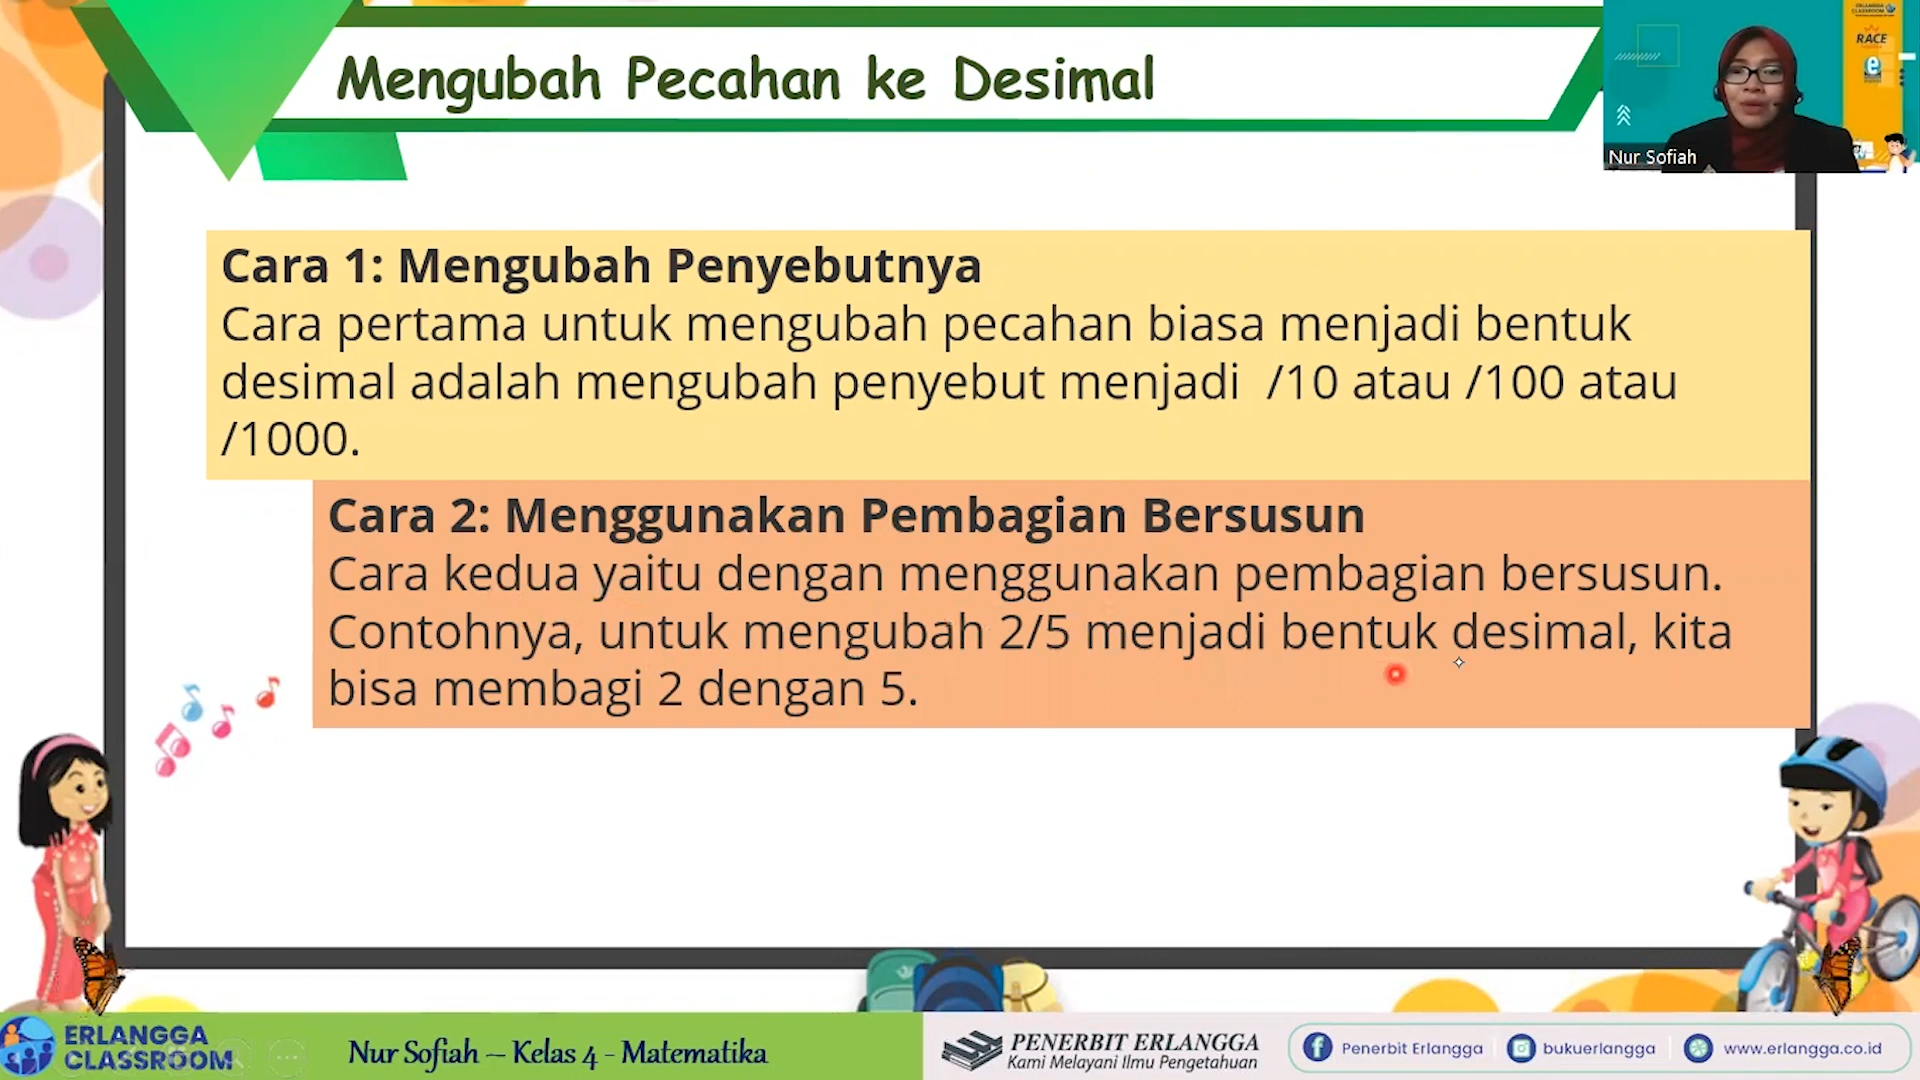 Mengubah Pecahan ke Desimal
RACE
Nur Sofiah
Cara 1: Mengubah Penyebutnya
Cara pertama untuk mengubah pecahan biasa menjadi bentuk
desimal adalah mengubah penyebut menjadi /10 atau /100 atau
/1000.
Cara 2: Menggunakan Pembagian Bersusun
Cara kedua yaitu dengan menggunakan pembagian bersusun.
Contohnya, untuk mengubah 2/5 menjadi bentuk desimal, kita
bisa membagi 2 dengan 5.
ERLANGGA
CLASSROOM
Nur Sofiah – Kelas 4 - Matematika
PENERBIT ERLANGGA
Kami Melayani Ilmu Pengetahuan
Penerbit Erlangga
bukuerlangga
www.erlangga.co.id